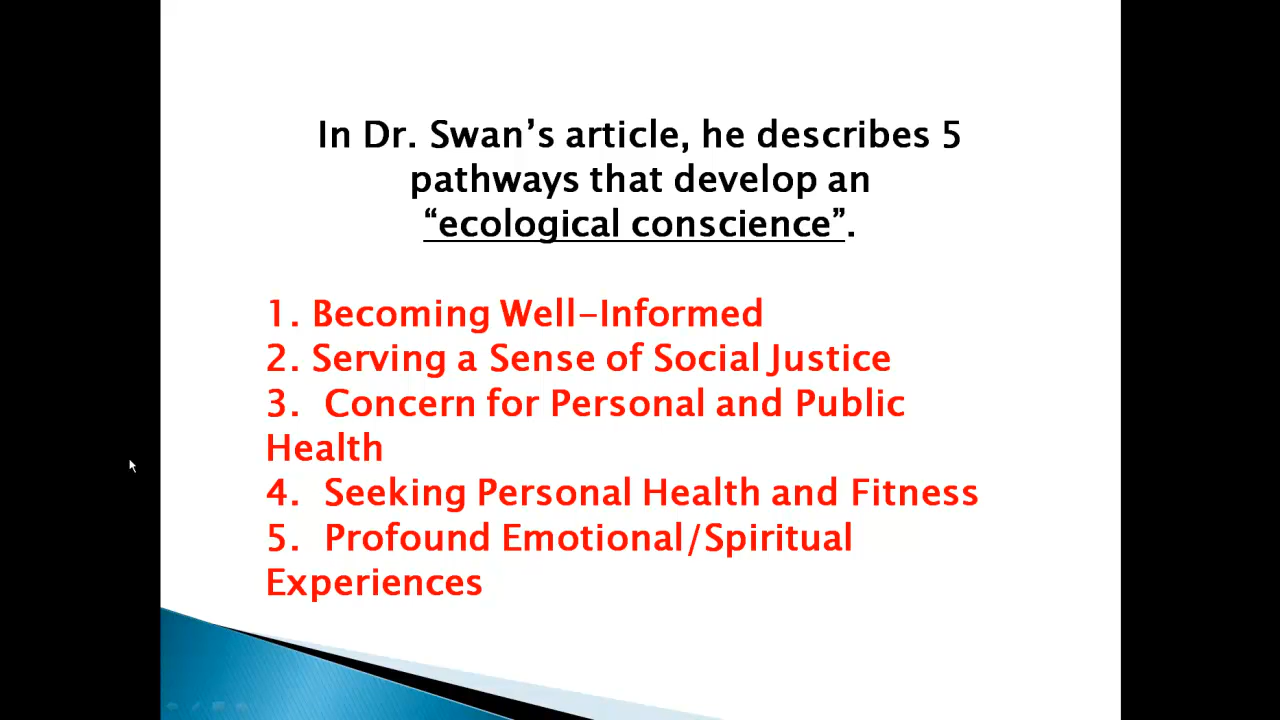 In Dr. Swan’s article, he describes 5
pathways that develop an
“ecological conscience”.
1. Becoming Well-Informed
2. Serving a Sense of Social Justice
3. Concern for Personal and Public
Health
4. Seeking Personal Health and Fitness
5. Profound Emotional/Spiritual
Experiences